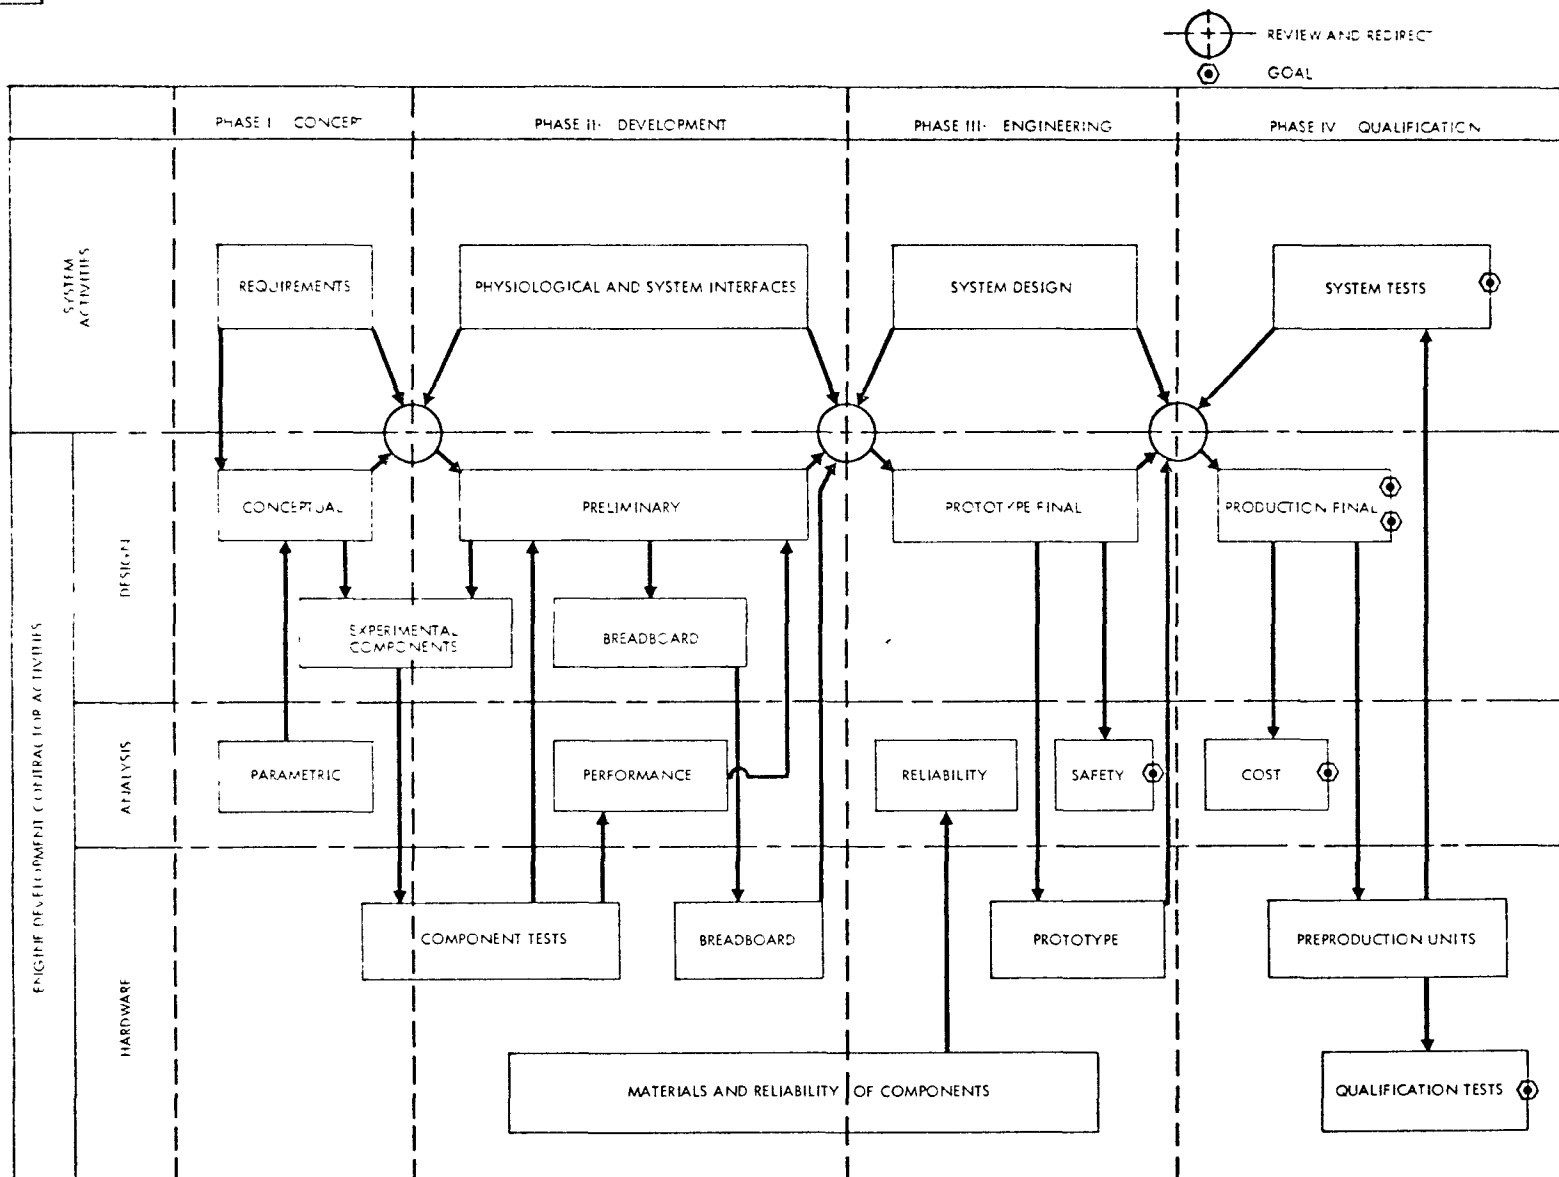 REVIEW AND REDIRECT
GOAL
PHASE I CONCEPT
PHASE II· DEVELOPMENT
PHASE III· ENGINEERING
PHASE IV QUALIFICATION
SYSTEM
ACTIVITIES
REQUIREMENTS
PHYSIOLOGICAL AND SYSTEM INTERFACES
SYSTEM DESIGN
SYSTEM TESTS
ENGINE DEVELOPMENT CONTRACTOR ACTIVITIES
DESIGN
CONCEPTUAL
PRELIMINARY
PROTOTYPE FINAL
PRODUCTION FINAL
EXPERIMENTAL
COMPONENTS
BREADBOARD
ANALYSIS
PARAMETRIC
PERFORMANCE
RELIABILITY
SAFETY
COST
HARDWARE
COMPONENT TESTS
BREADBOARD
PROTOTYPE
PREPRODUCTION UNITS
MATERIALS AND RELIABILITY OF COMPONENTS
QUALIFICATION TESTS